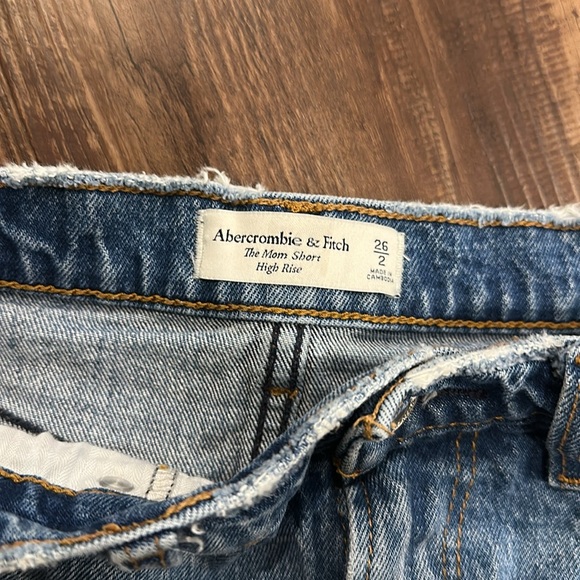 Abercrombie & Fitch
The Mom Short
High Rise
26
2
MADE IN
CAMBODIA